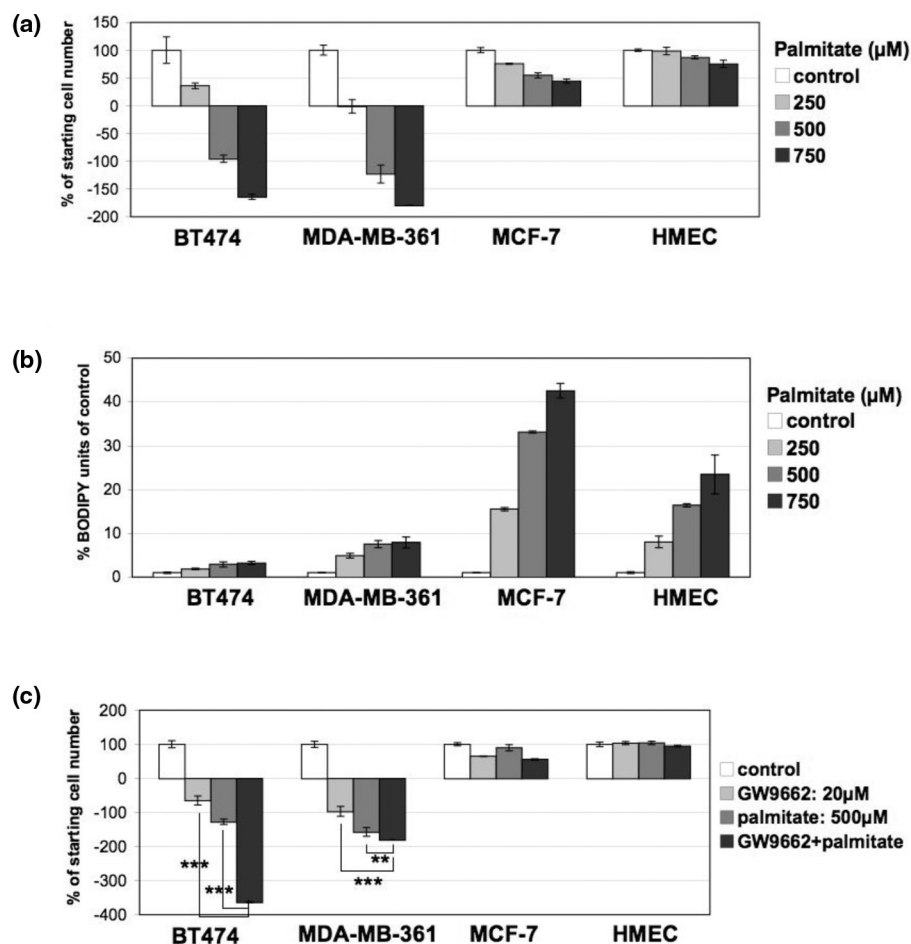 (a)
% of starting cell number
150
100
50
0
-50
-100
-150
-200
BT474 MDA-MB-361 MCF-7 HMEC
Palmitate (µM)
control
250
500
750
(b)
% BODIPY units of control
50
40
30
20
10
0
BT474 MDA-MB-361 MCF-7 HMEC
Palmitate (µM)
control
250
500
750
(c)
% of starting cell number
200
100
0
-100
-200
-300
-400
***
***
**
***
BT474 MDA-MB-361 MCF-7 HMEC
control
GW9662: 20µM
palmitate: 500µM
GW9662+palmitate